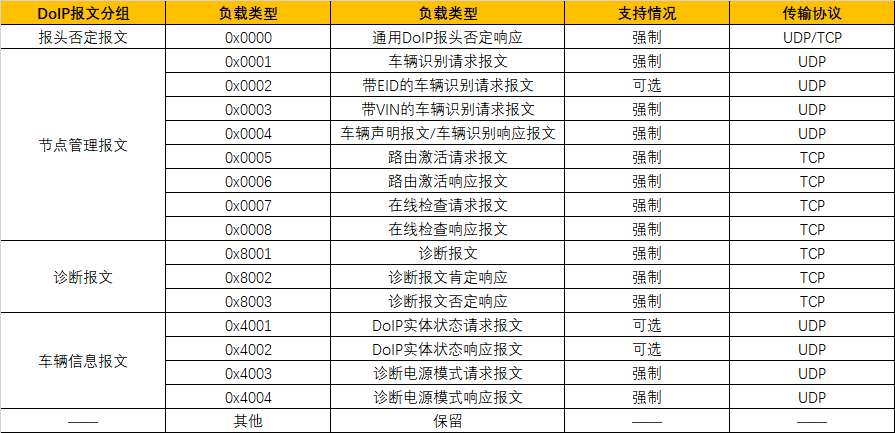 DoIP报文分组 负载类型 负载类型 支持情况 传输协议
报头否定报文 0x0000 通用DoIP报头否定响应 强制 UDP/TCP
0x0001 车辆识别请求报文 强制 UDP
0x0002 带EID的车辆识别请求报文 可选 UDP
0x0003 带VIN的车辆识别请求报文 强制 UDP
0x0004 车辆声明报文/车辆识别响应报文 强制 UDP
节点管理报文
0x0005 路由激活请求报文 强制 TCP
0x0006 路由激活响应报文 强制 TCP
0x0007 在线检查请求报文 强制 TCP
0x0008 在线检查响应报文 强制 TCP
0x8001 诊断报文 强制 TCP
诊断报文 0x8002 诊断报文肯定响应 强制 TCP
0x8003 诊断报文否定响应 强制 TCP
0x4001 DoIP实体状态请求报文 可选 UDP
0x4002 DoIP实体状态响应报文 可选 UDP
车辆信息报文
0x4003 诊断电源模式请求报文 强制 UDP
0x4004 诊断电源模式响应报文 强制 UDP
—— 其他 保留 —— ——